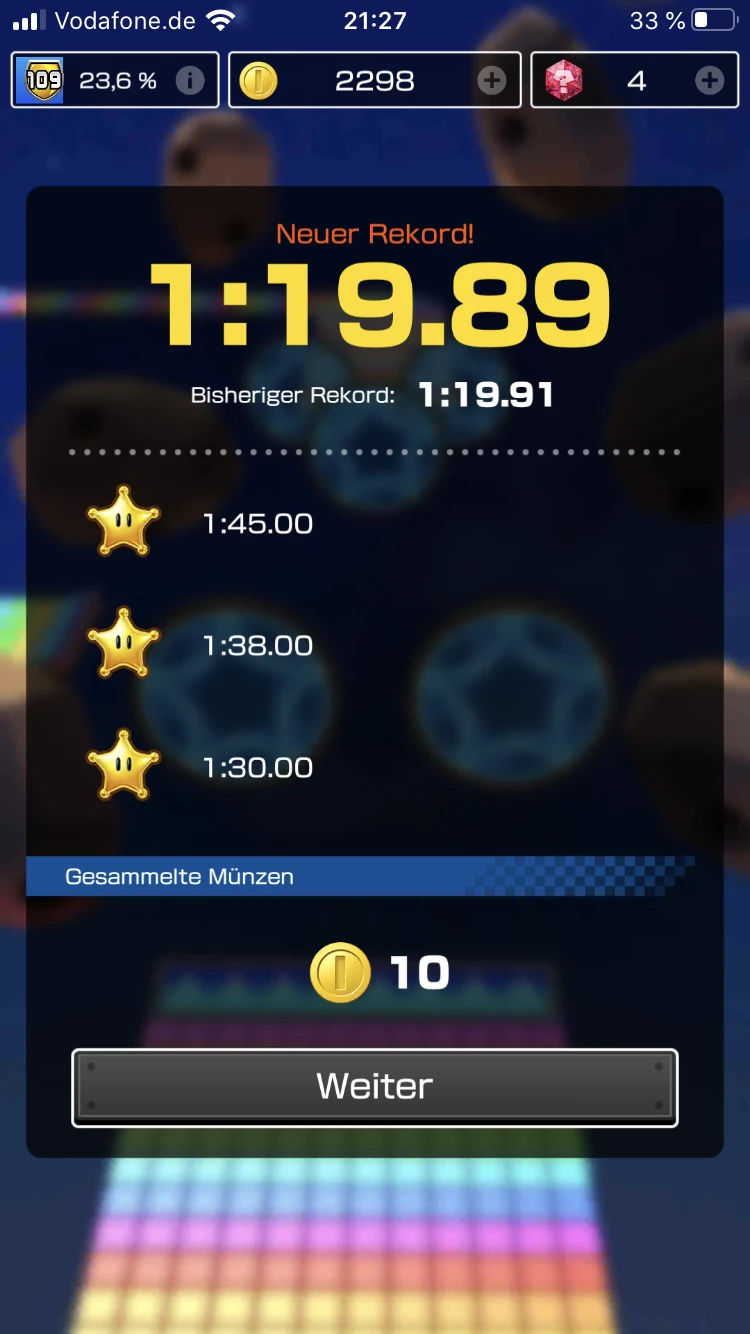 Vodafone.de 21:27 33 %
109 23,6 % i 2298 + ? 4 +
Neuer Rekord!
1:19.89
Bisheriger Rekord: 1:19.91
1:45.00
1:38.00
1:30.00
Gesammelte Münzen
10
Weiter